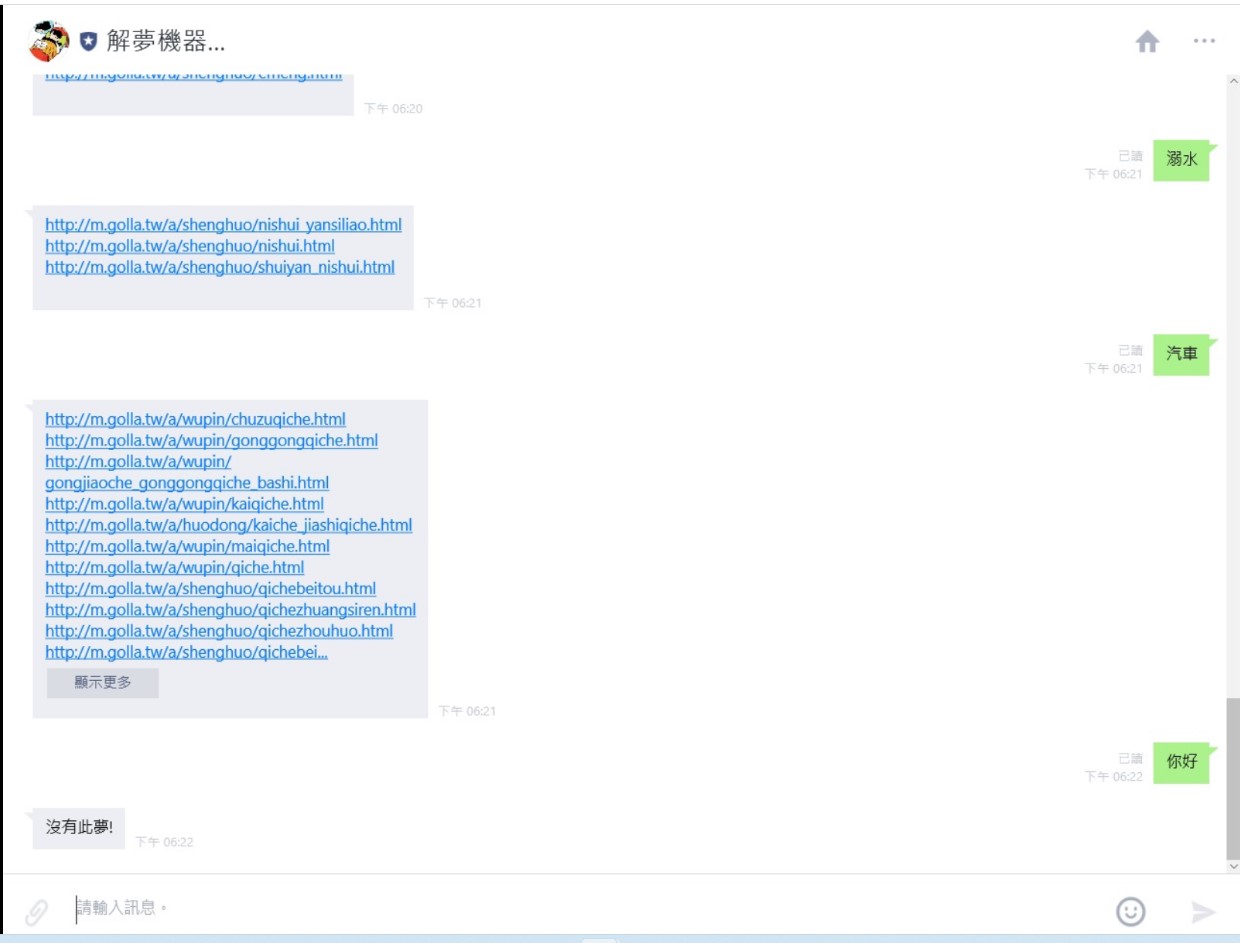 解夢機器...
http://m.golla.tw/a/shenghuo/emeng.html
下午 06:20
已讀
下午 06:21
溺水
http://m.golla.tw/a/shenghuo/nishui_yansiliao.html
http://m.golla.tw/a/shenghuo/nishui.html
http://m.golla.tw/a/shenghuo/shuiyan_nishui.html
下午 06:21
已讀
下午 06:21
汽車
http://m.golla.tw/a/wupin/chuzuqiche.html
http://m.golla.tw/a/wupin/gonggongqiche.html
http://m.golla.tw/a/wupin/
gongjiaoche_gonggongqiche_bashi.html
http://m.golla.tw/a/wupin/kaiqiche.html
http://m.golla.tw/a/huodong/kaiche_jiashiqiche.html
http://m.golla.tw/a/wupin/maiqiche.html
http://m.golla.tw/a/wupin/qiche.html
http://m.golla.tw/a/shenghuo/qichebeitou.html
http://m.golla.tw/a/shenghuo/qichezhuangsiren.html
http://m.golla.tw/a/shenghuo/qichezhouhuo.html
http://m.golla.tw/a/shenghuo/qichebei...
顯示更多
下午 06:21
已讀
下午 06:22
你好
沒有此夢!
下午 06:22
請輸入訊息。